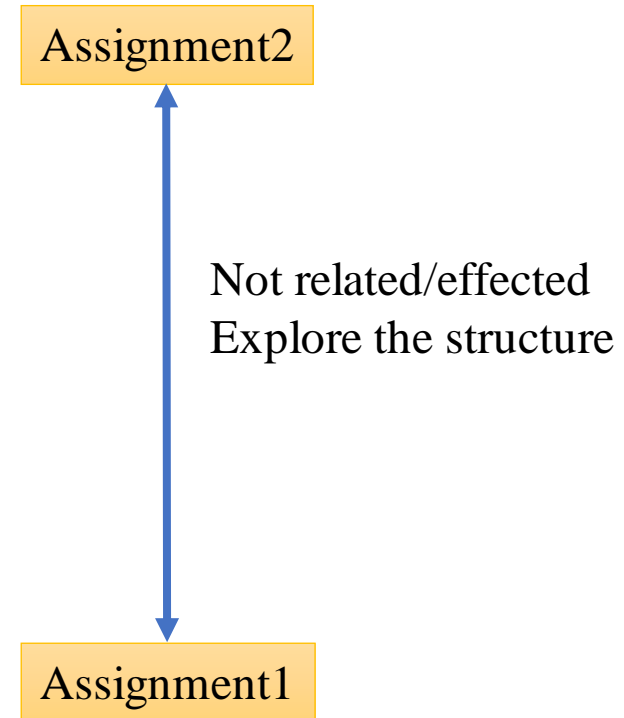 Assignment2
Not related/effected
Explore the structure
Assignment1